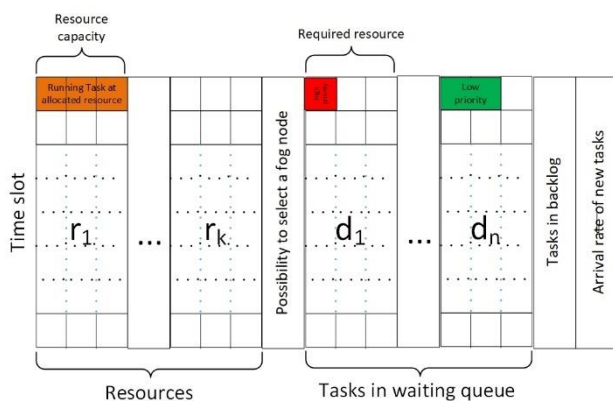 Resource
capacity
Required resource
Running Task at
allocated resource
Low
priority
Time slot
r1
...
rk
Possibility to select a fog node
d1
...
dn
Tasks in backlog
Arrival rate of new tasks
Resources
Tasks in waiting queue